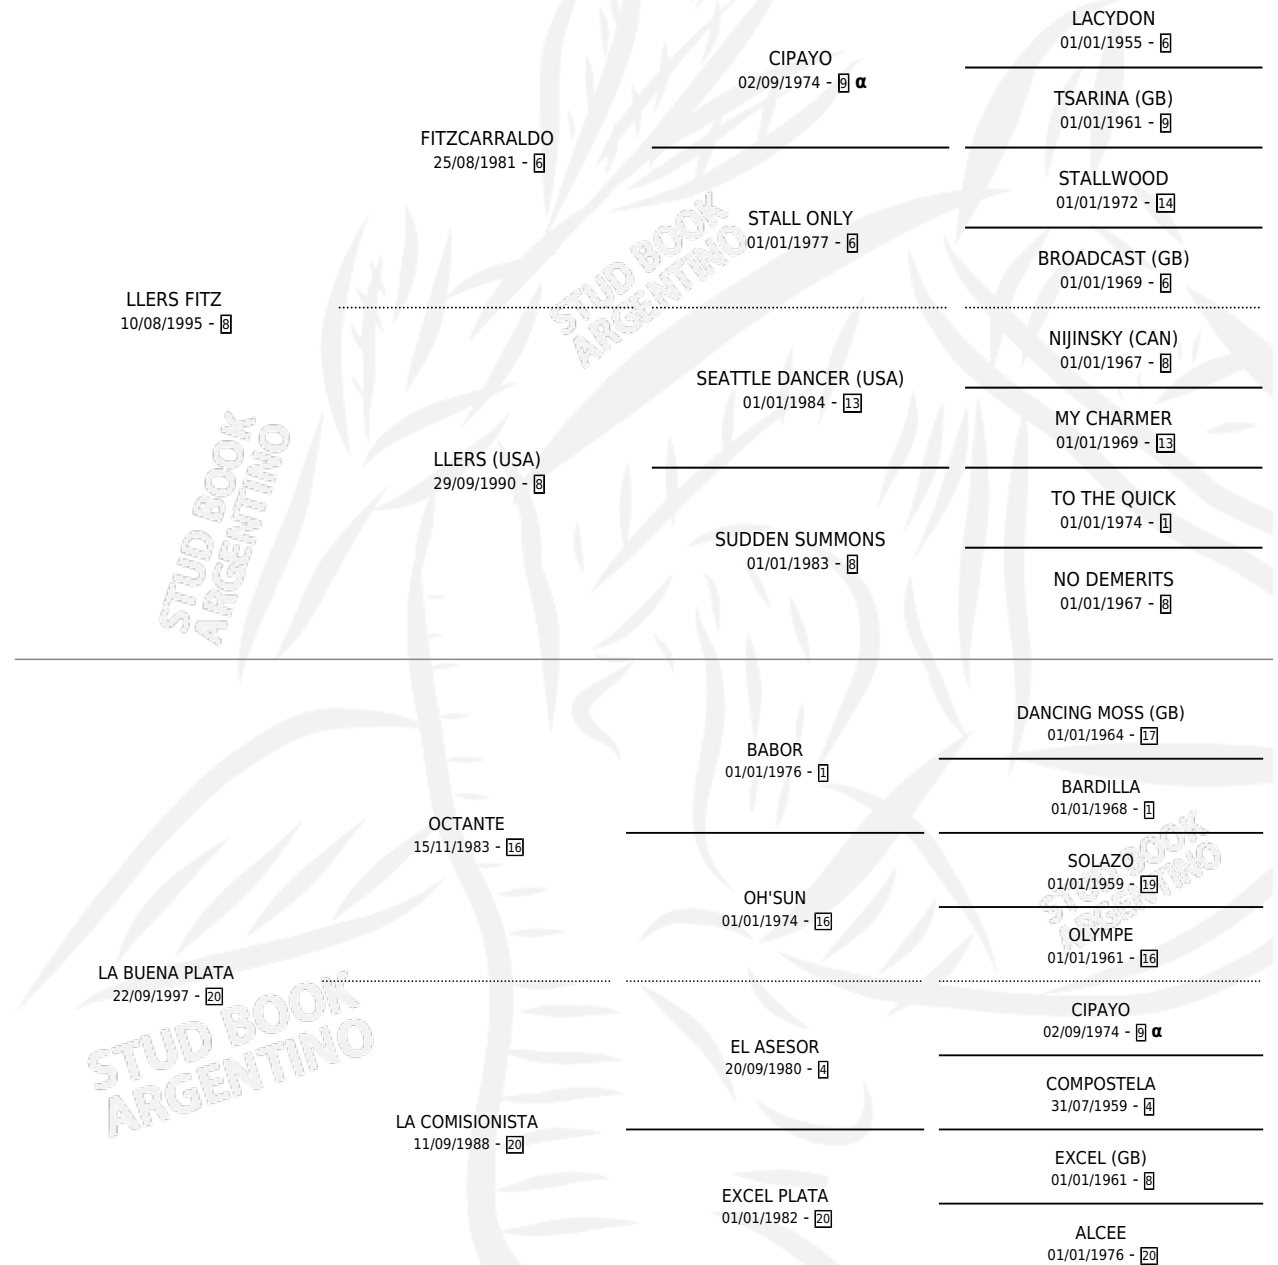 LACYDON
01/01/1955 - 6
CIPAYO
02/09/1974 - 9 α
TSARINA (GB)
01/01/1961 - 9
FITZCARRALDO
25/08/1981 - 6
STALLWOOD
01/01/1972 - 14
STALL ONLY
01/01/1977 - 6
BROADCAST (GB)
01/01/1969 - 6
LLERS FITZ
10/08/1995 - 8
NIJINSKY (CAN)
01/01/1967 - 8
SEATTLE DANCER (USA)
01/01/1984 - 13
MY CHARMER
01/01/1969 - 13
LLERS (USA)
29/09/1990 - 8
TO THE QUICK
01/01/1974 - 1
SUDDEN SUMMONS
01/01/1983 - 8
NO DEMERITS
01/01/1967 - 8
DANCING MOSS (GB)
01/01/1964 - 17
BABOR
01/01/1976 - 1
BARDILLA
01/01/1968 - 1
OCTANTE
15/11/1983 - 16
SOLAZO
01/01/1959 - 19
OH'SUN
01/01/1974 - 16
OLYMPE
01/01/1961 - 16
LA BUENA PLATA
22/09/1997 - 20
CIPAYO
02/09/1974 - 9 α
EL ASESOR
20/09/1980 - 4
COMPOSTELA
31/07/1959 - 4
LA COMISIONISTA
11/09/1988 - 20
EXCEL (GB)
01/01/1961 - 8
EXCEL PLATA
01/01/1982 - 20
ALCEE
01/01/1976 - 20
STUD BOOK
ARGENTINO
STUD BOOK
ARGENTINO
STUD BOOK
ARGENTINO
STUD BOOK
ARGENTINO